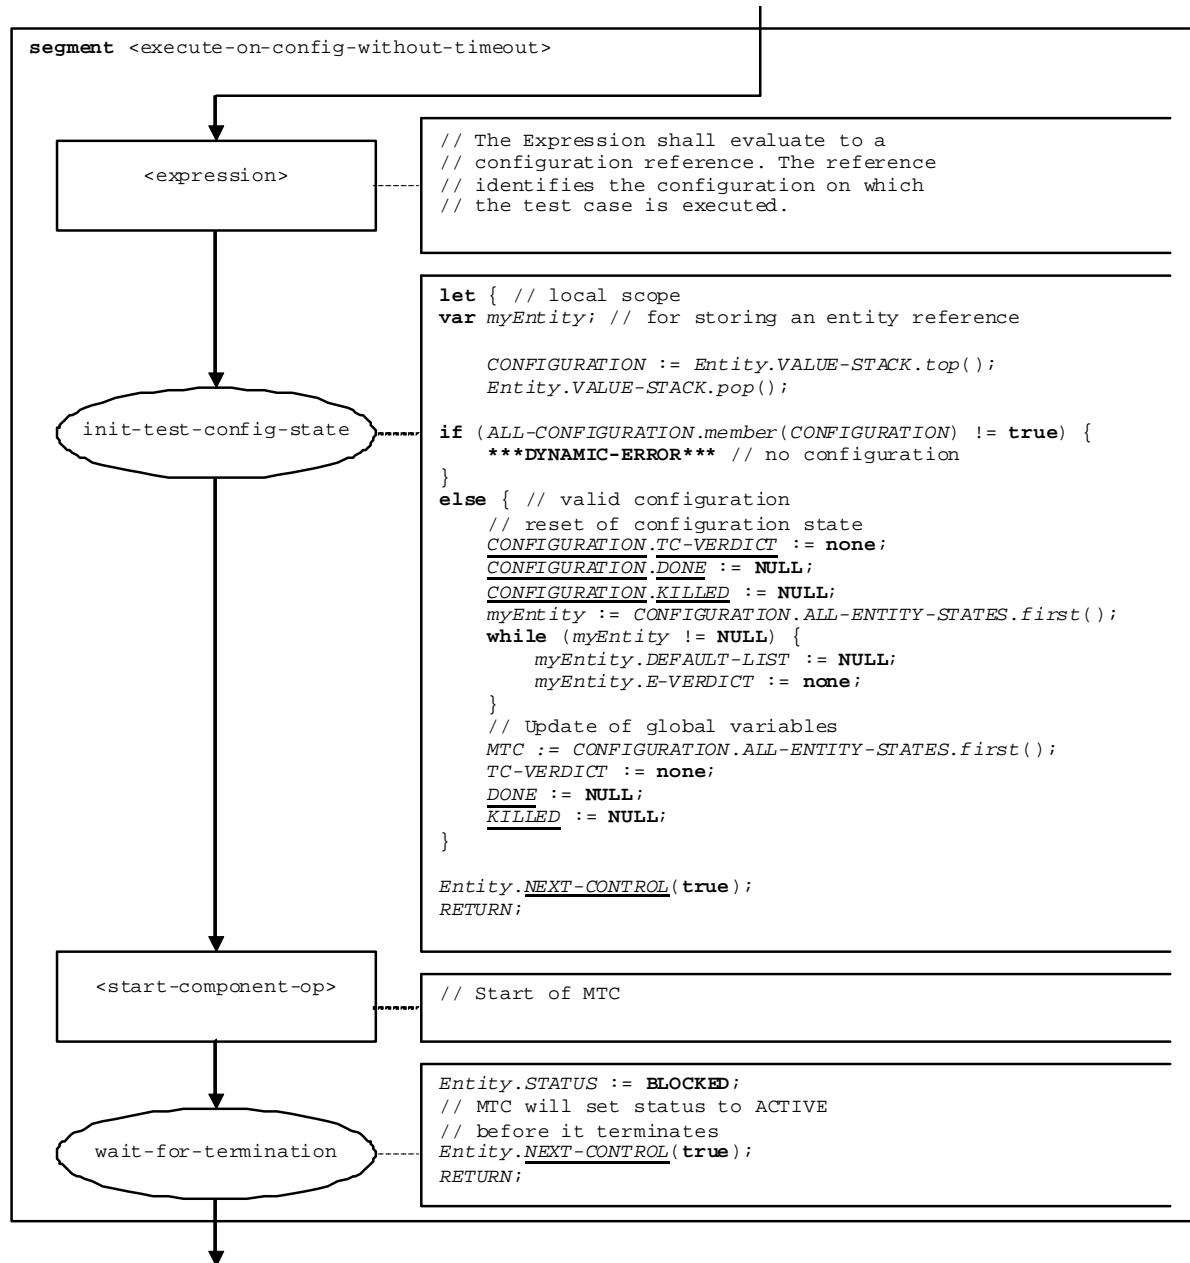 segment <execute-on-config-without-timeout>
<expression>
// The Expression shall evaluate to a
// configuration reference. The reference
// identifies the configuration on which
// the test case is executed.
init-test-config-state
let { // local scope
var myEntity; // for storing an entity reference
CONFIGURATION := Entity.VALUE-STACK.top();
Entity.VALUE-STACK.pop();
if (ALL-CONFIGURATION.member(CONFIGURATION) != true) {
***DYNAMIC-ERROR*** // no configuration
}
else { // valid configuration
// reset of configuration state
CONFIGURATION.TC-VERDICT := none;
CONFIGURATION.DONE := NULL;
CONFIGURATION.KILLED := NULL;
myEntity := CONFIGURATION.ALL-ENTITY-STATES.first();
while (myEntity != NULL) {
myEntity.DEFAULT-LIST := NULL;
myEntity.E-VERDICT := none;
}
// Update of global variables
MTC := CONFIGURATION.ALL-ENTITY-STATES.first();
TC-VERDICT := none;
DONE := NULL;
KILLED := NULL;
}
Entity.NEXT-CONTROL(true);
RETURN;
<start-component-op>
// Start of MTC
wait-for-termination
Entity.STATUS := BLOCKED;
// MTC will set status to ACTIVE
// before it terminates
Entity.NEXT-CONTROL(true);
RETURN;